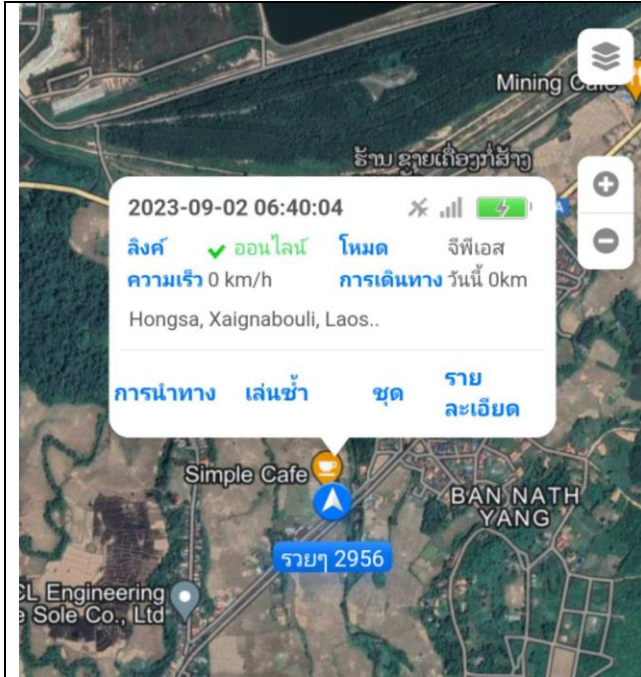 Mining
ຮ້ານ ຂາຍເຄື່ອງກໍ່ສ້າງ
2023-09-02 06:40:04
A
ลิงค์ ออนไลน์ โหมด จีพีเอส
ความเร็ว 0 km/h การเดินทาง วันนี้ 0km
Hongsa, Xaignabouli, Laos..
การนำทาง เล่นซ้ำ ชุด ราย
ละเอียด
Simple Cafe
BAN NATH
YANG
รวยๆ 2956
CL Engineering
Sole Co., Ltd